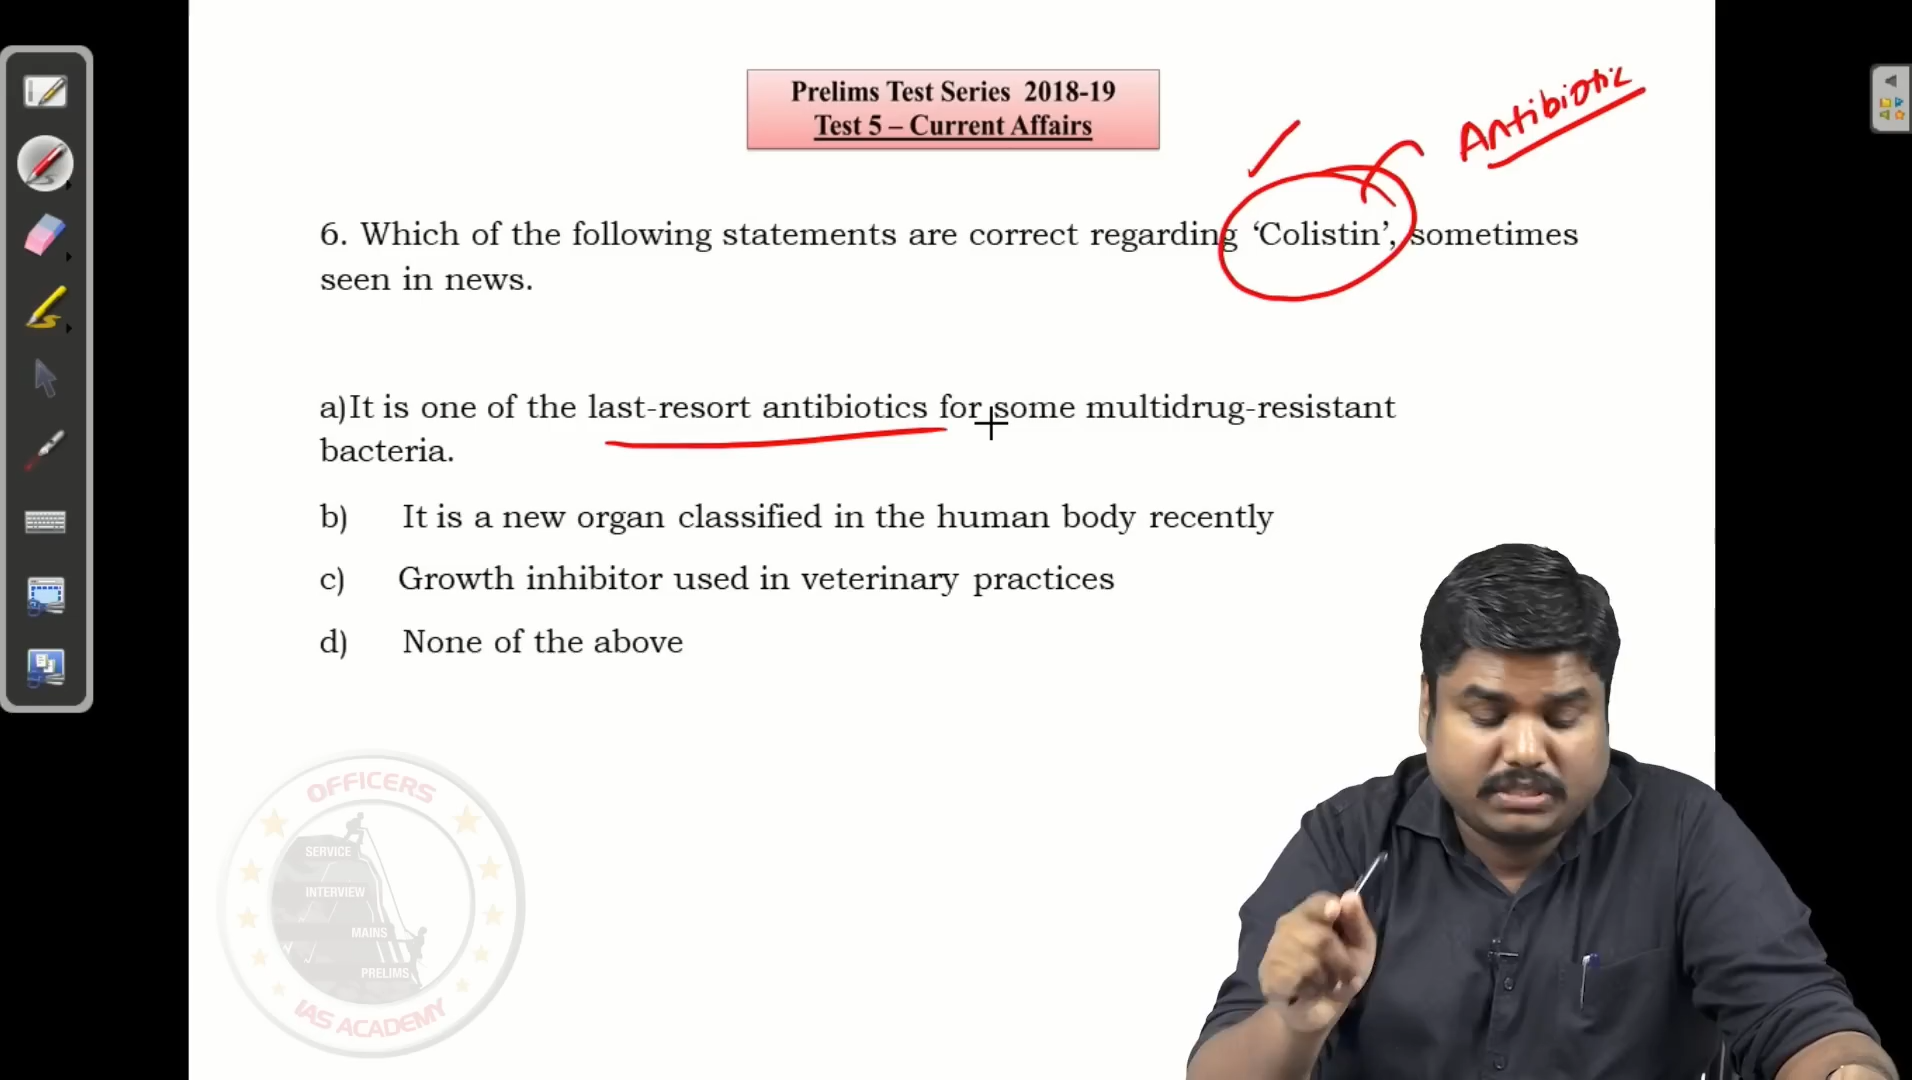 Prelims Test Series 2018-19
Test 5 – Current Affairs
Antibiotic
6. Which of the following statements are correct regarding ‘Colistin’, sometimes
seen in news.
a)It is one of the last-resort antibiotics for some multidrug-resistant
bacteria.
b) It is a new organ classified in the human body recently
c) Growth inhibitor used in veterinary practices
d) None of the above
OFFICERS
SERVICE
INTERVIEW
MAINS
PRELIMS
IAS ACADEMY